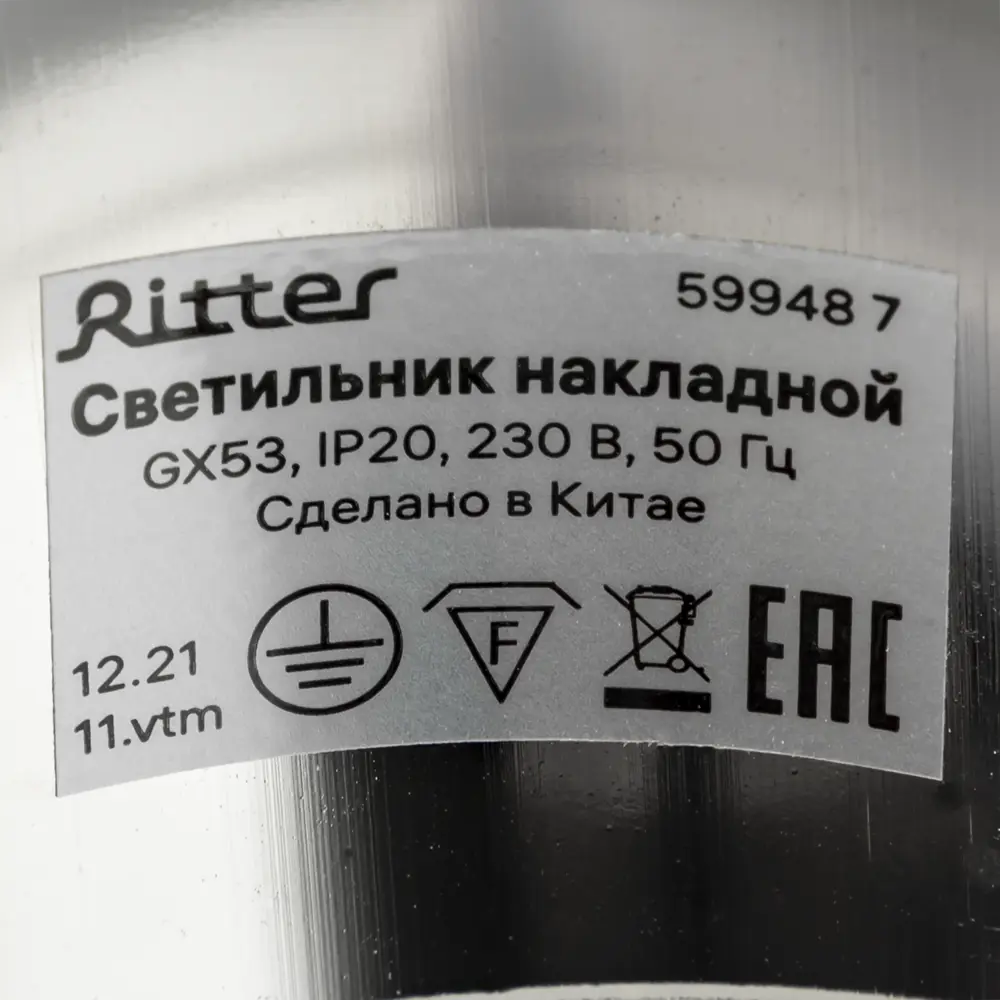 Ritter 59948 7
Светильник накладной
GX53, IP20, 230 В, 50 Гц
Сделано в Китае
12.21
11.vtm
F
EAC